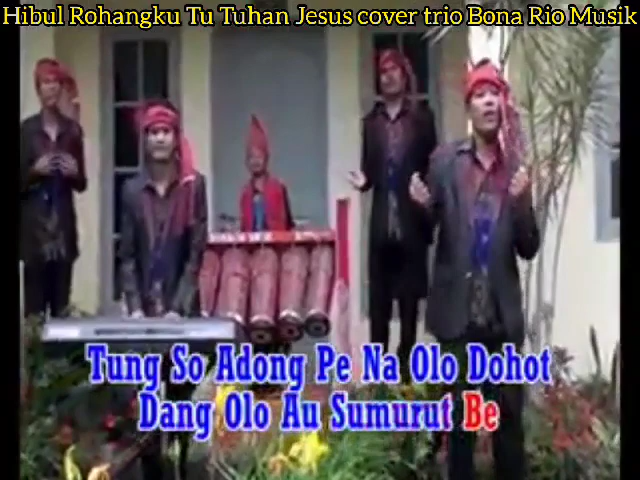 Hibul Rohangku Tu Tuhan Jesus cover trio Bona Rio Musik
Tung So Adong Pe Na Olo Dohot
Dang Olo Au Sumurut Be